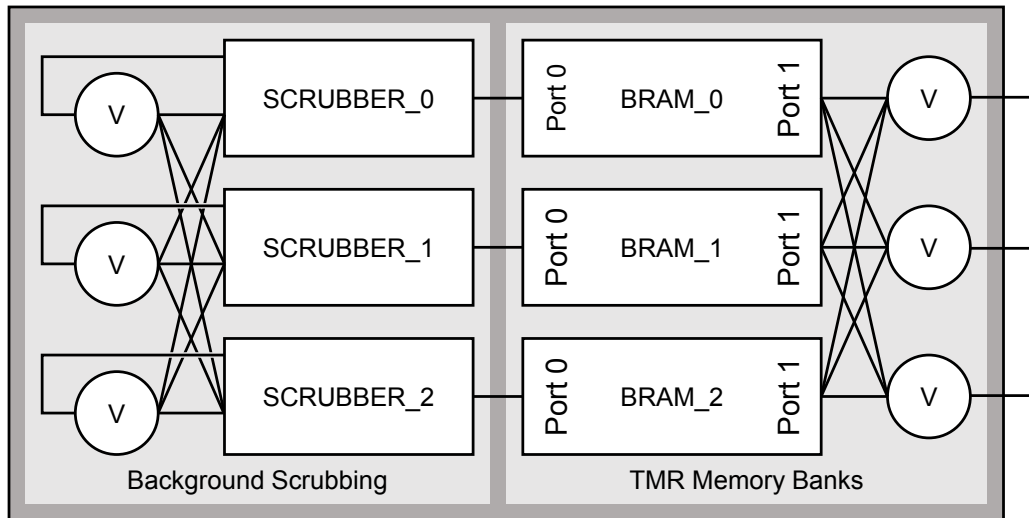 V
SCRUBBER_0
Port 0
BRAM_0
Port 1
V
V
SCRUBBER_1
Port 0
BRAM_1
Port 1
V
V
SCRUBBER_2
Port 0
BRAM_2
Port 1
V
Background Scrubbing
TMR Memory Banks